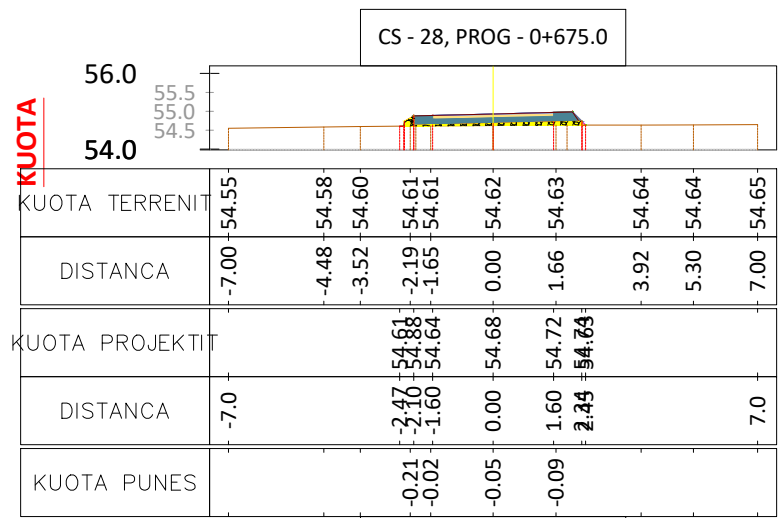 CS - 28, PROG - 0+675.0
KUOTA
56.0
55.5
55.0
54.5
54.0
KUOTA TERRENIT 54.55 54.58 54.60 54.61 54.61 54.62 54.63 54.64 54.64 54.65
DISTANCA -7.00 -4.48 -3.52 -2.19 -1.65 0.00 1.66 3.92 5.30 7.00
KUOTA PROJEKTIT 54.61 54.88 54.64 54.68 54.72 54.63
DISTANCA -7.0 -2.47 -2.10 -1.60 0.00 1.60 2.45 7.0
KUOTA PUNES -0.21 -0.02 -0.05 -0.09